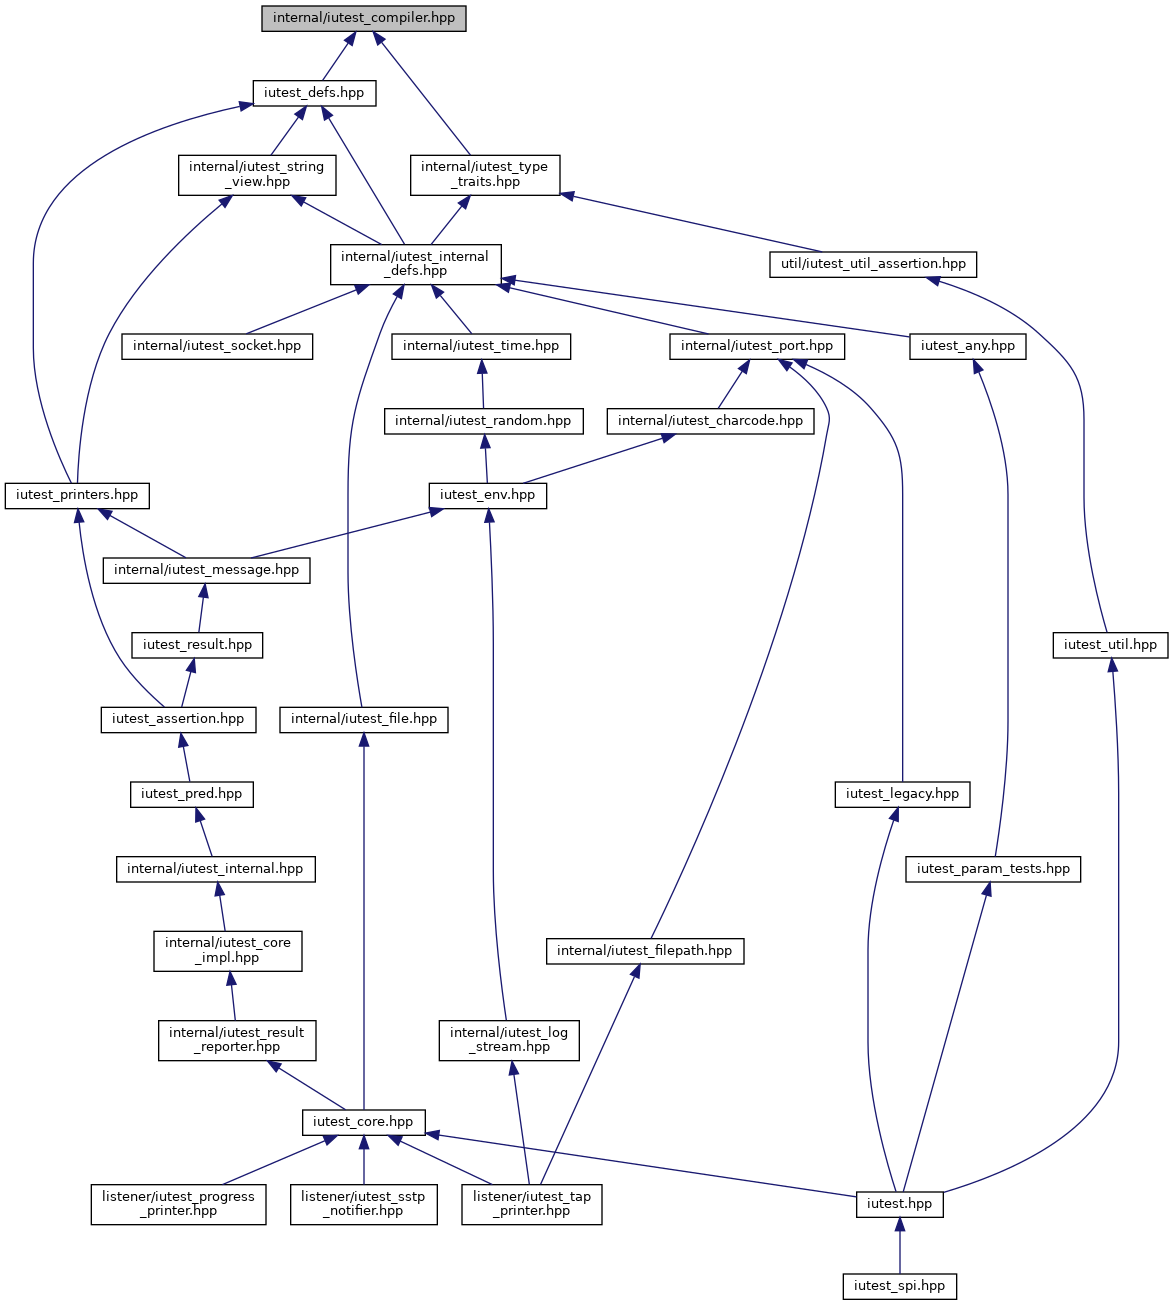 internal/iutest_compiler.hpp
iutest_defs.hpp
internal/iutest_string
_view.hpp
internal/iutest_type
_traits.hpp
internal/iutest_internal
_defs.hpp
util/iutest_util_assertion.hpp
internal/iutest_socket.hpp
internal/iutest_time.hpp
internal/iutest_port.hpp
iutest_any.hpp
internal/iutest_random.hpp
internal/iutest_charcode.hpp
iutest_printers.hpp
iutest_env.hpp
internal/iutest_message.hpp
iutest_result.hpp
iutest_util.hpp
iutest_assertion.hpp
internal/iutest_file.hpp
iutest_pred.hpp
iutest_legacy.hpp
internal/iutest_internal.hpp
iutest_param_tests.hpp
internal/iutest_core
_impl.hpp
internal/iutest_filepath.hpp
internal/iutest_result
_reporter.hpp
internal/iutest_log
_stream.hpp
iutest_core.hpp
listener/iutest_progress
_printer.hpp
listener/iutest_sstp
_notifier.hpp
listener/iutest_tap
_printer.hpp
iutest.hpp
iutest_spi.hpp